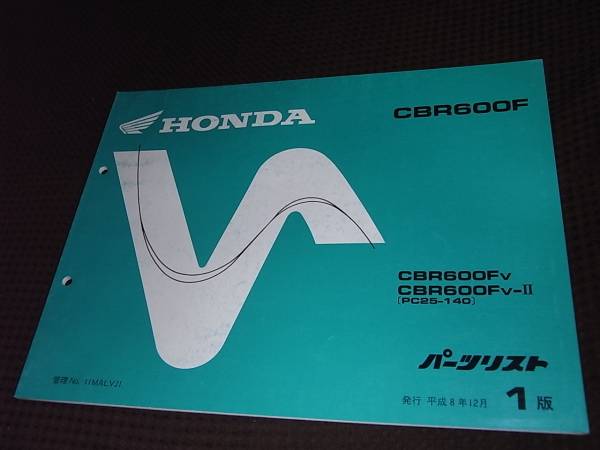 HONDA
CBR600F
CBR600FV
CBR600FV-II
[PC25-140]
パーツリスト
管理No. 11MALVJ1
発行 平成8年12月 1版